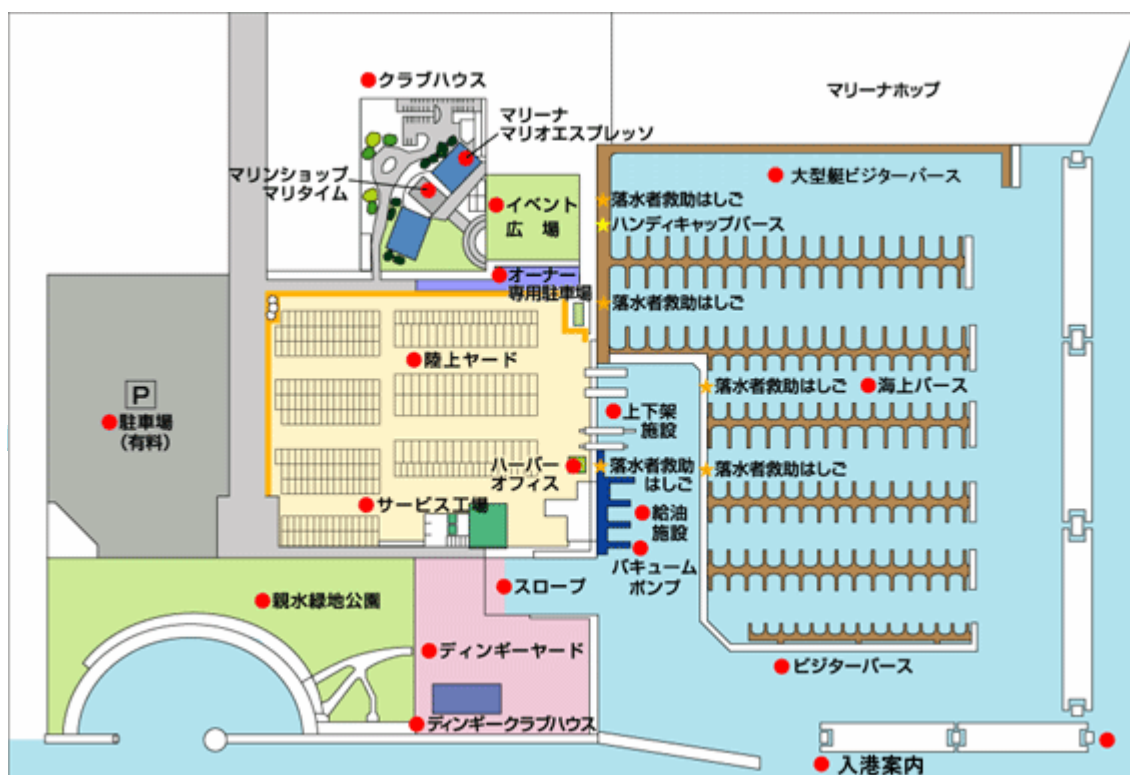 クラブハウス
マリーナホップ
マリーナ
マリオエスプレッソ
マリンショップ
マリタイム
大型艇ビジターバース
落水者救助はしご
イベント
広 場
ハンディキャップバース
オーナー
専用駐車場
落水者救助はしご
陸上ヤード
落水者救助はしご
海上バース
P
駐車場
(有料)
上下架
施設
ハーバー
オフィス
落水者救助
はしご
落水者救助はしご
サービス工場
給油
施設
バキューム
ポンプ
スロープ
親水緑地公園
ディンギーヤード
ビジターバース
ディンギークラブハウス
入港案内